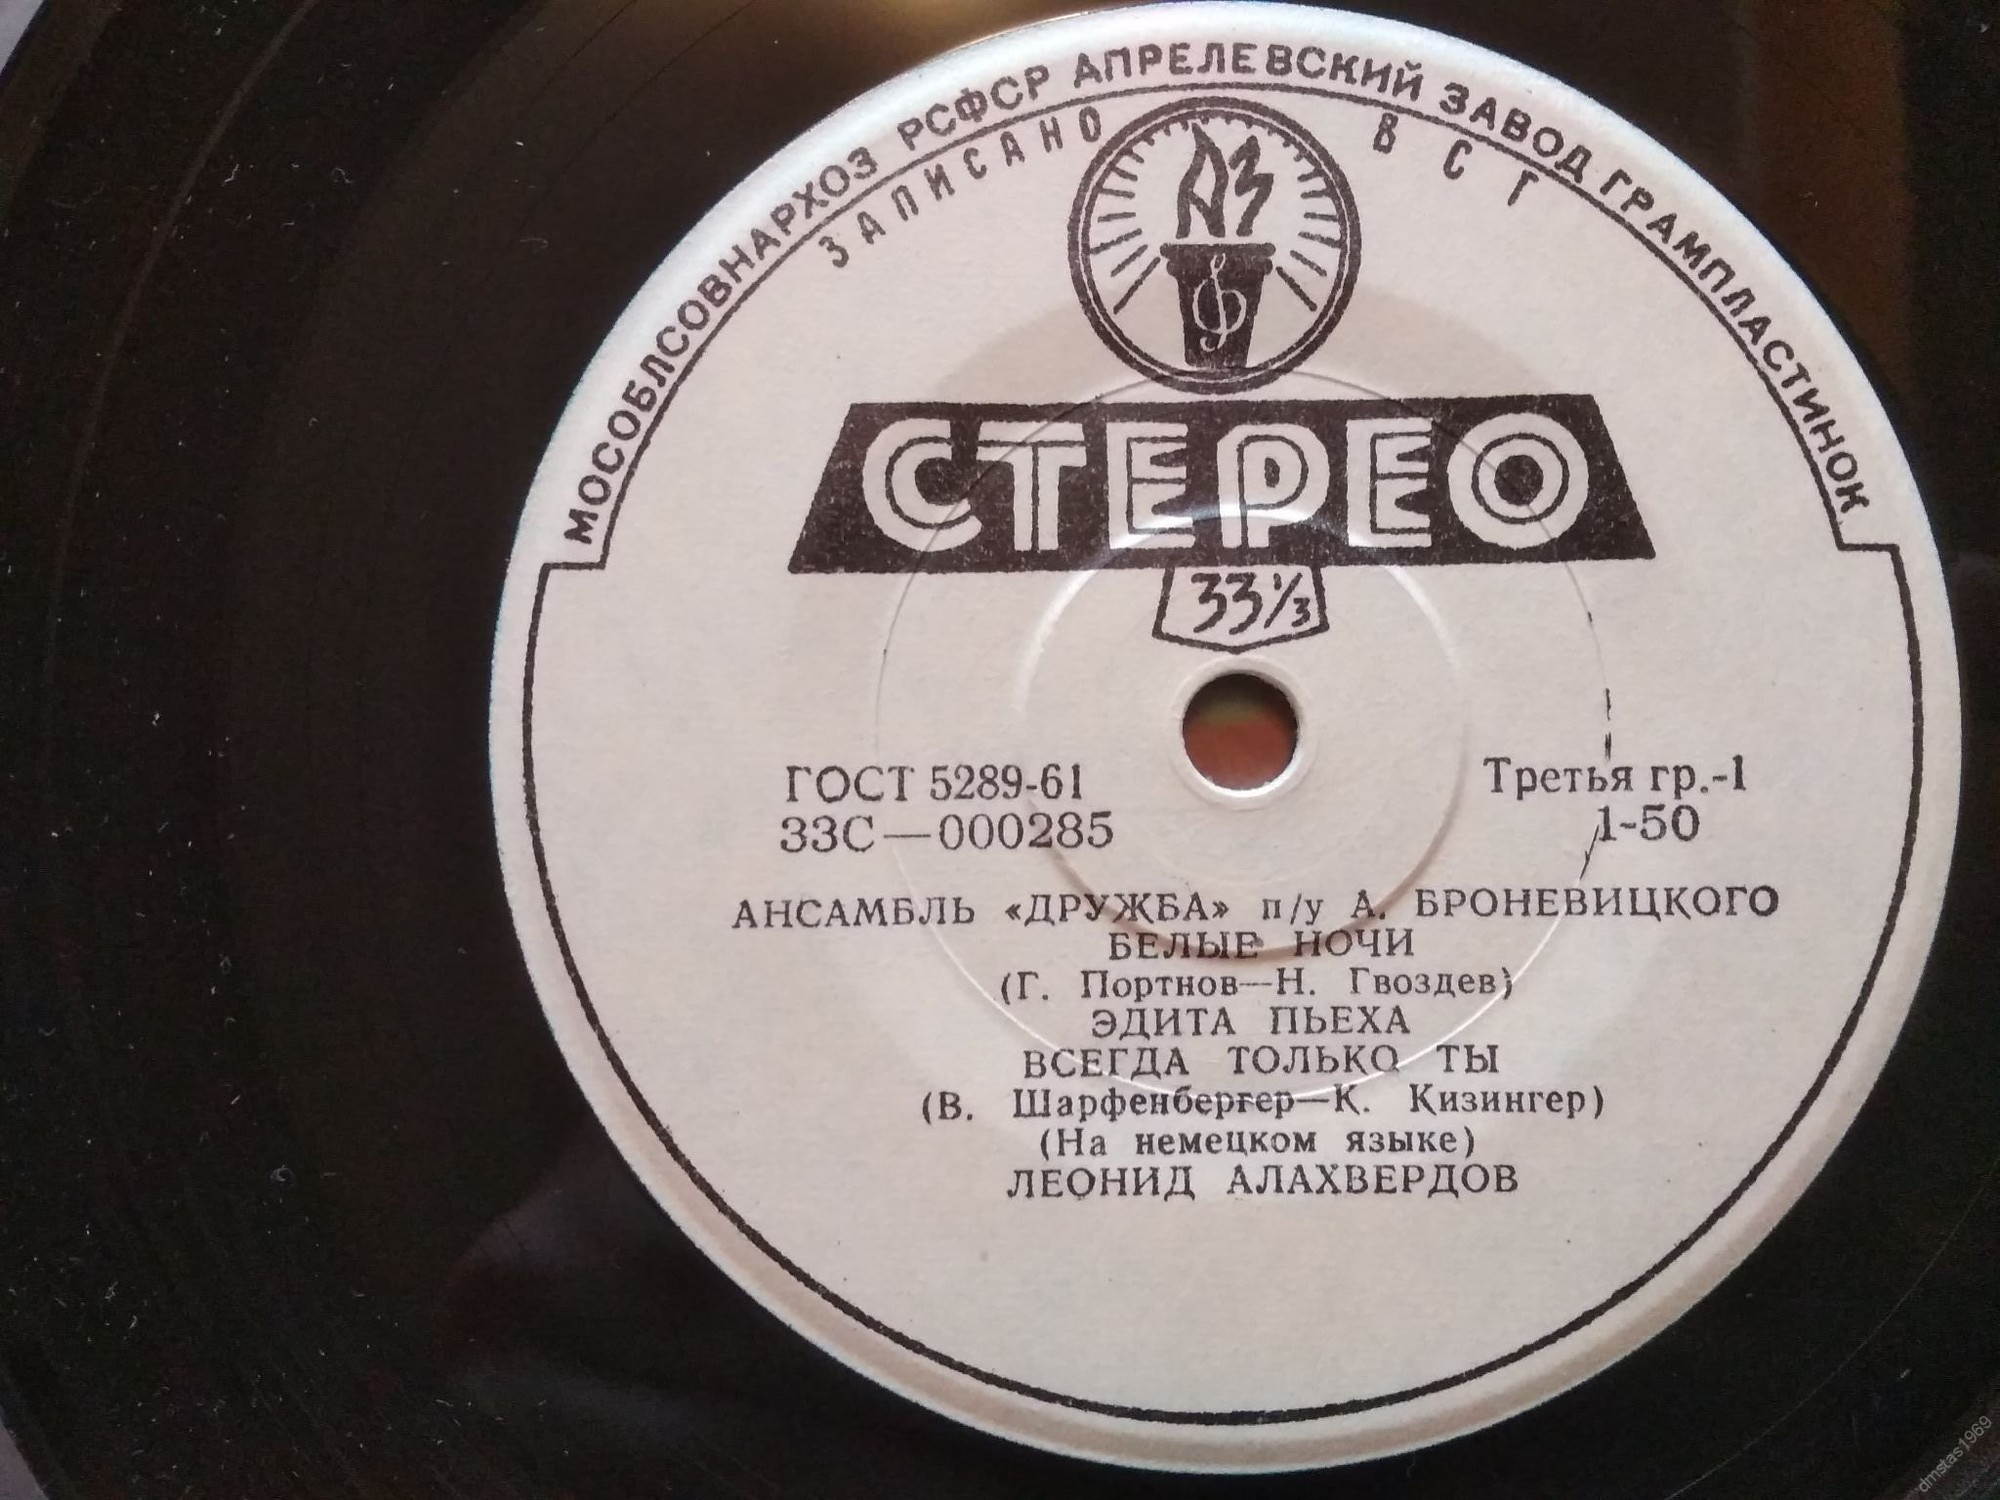 МОСОБЛСОВНАРХОЗ РСФСР АПРЕЛЕВСКИЙ ЗАВОД ГРАМПЛАСТИНОК
ЗАПИСАНО В С Г
АЗ
СТЕРЕО
33⅓
ГОСТ 5289-61 Третья гр.-1
33С—000285 1-50
АНСАМБЛЬ «ДРУЖБА» п/у А. БРОНЕВИЦКОГО
БЕЛЫЕ НОЧИ
(Г. Портнов—Н. Гвоздев)
ЭДИТА ПЬЕХА
ВСЕГДА ТОЛЬКО ТЫ
(В. Шарфенбергер—К. Кизингер)
(На немецком языке)
ЛЕОНИД АЛАХВЕРДОВ
dmstas1969